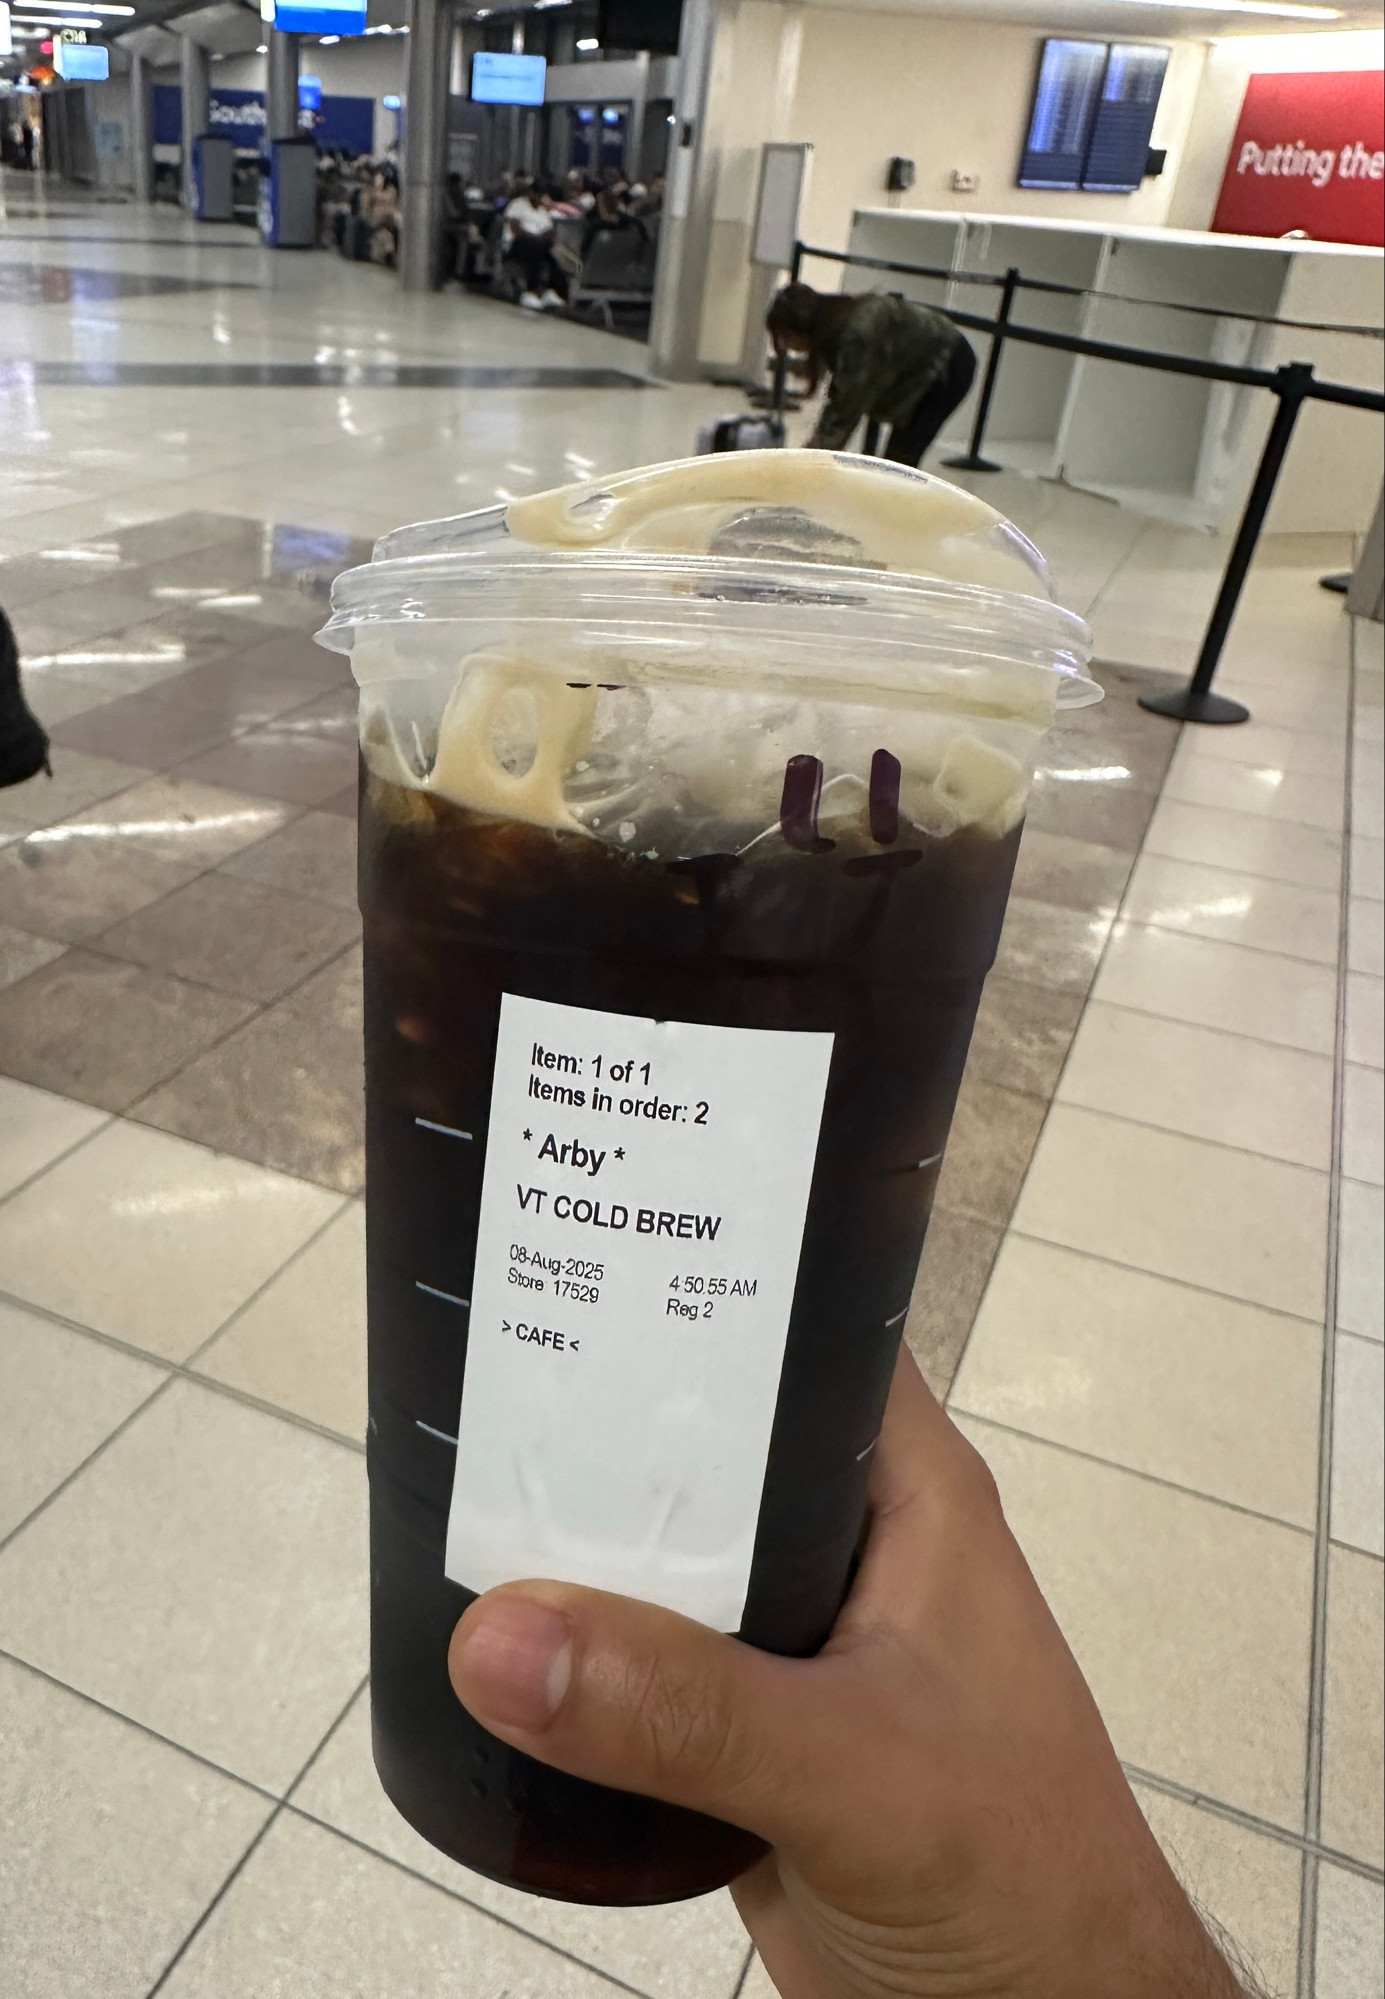 Putting the
Item: 1 of 1
Items in order: 2
* Arby *
VT COLD BREW
08-Aug-2025 4:50:55 AM
Store 17529 Reg 2
> CAFE <